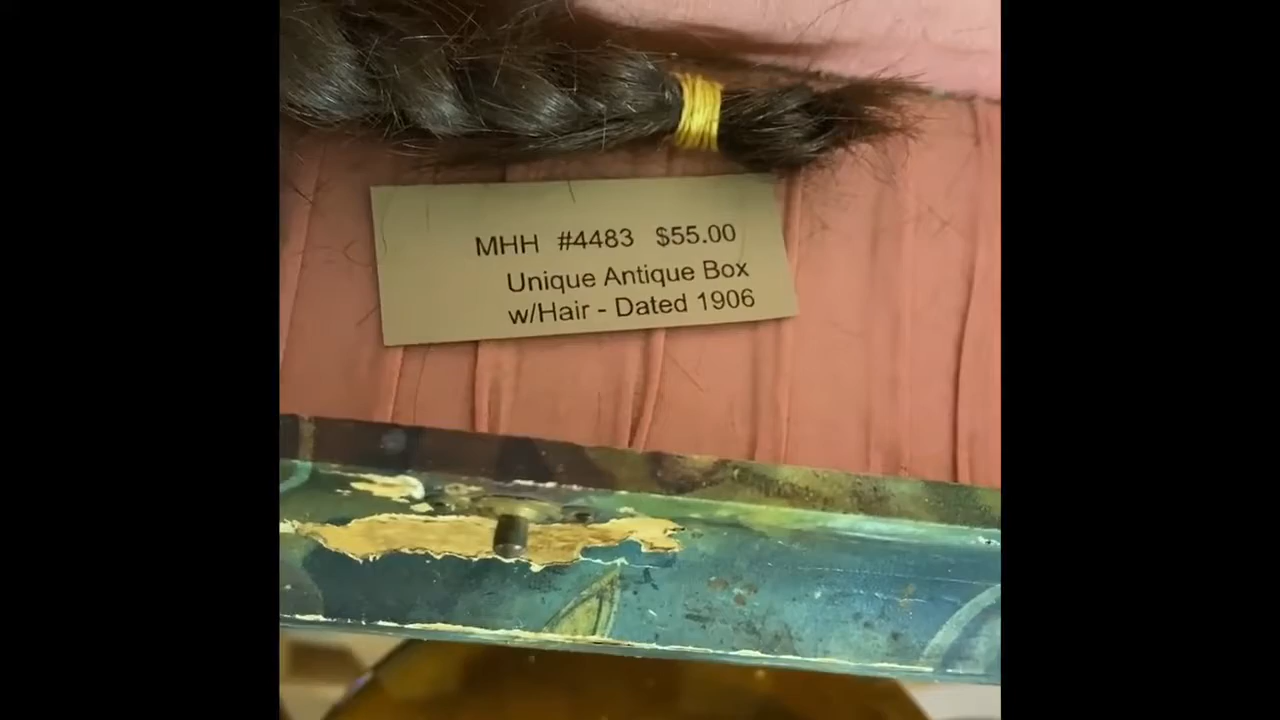 MHH #4483 $55.00
Unique Antique Box
w/Hair - Dated 1906